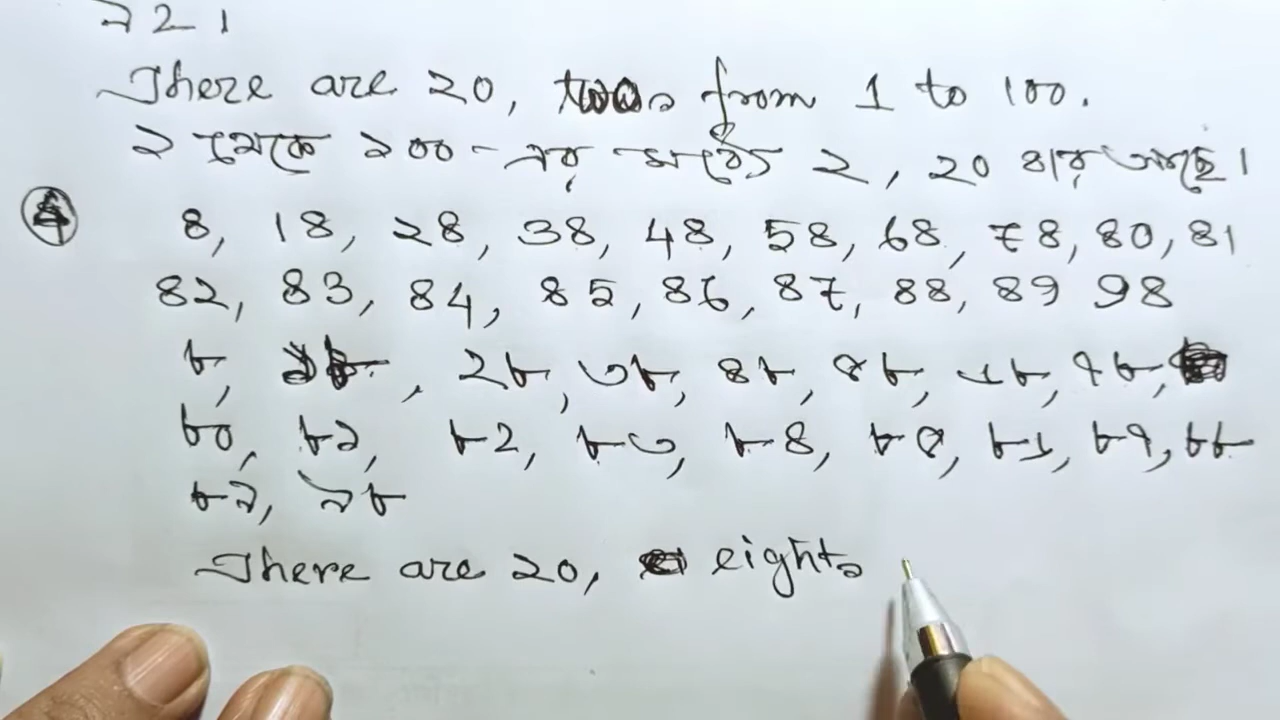 ৯২।
There are 20, twos from 1 to 100.
১ থেকে ১০০-এর মধ্যে ২, 20 বার আছে।
8, 18, 28, 38, 48, 58, 68, 78, 80, 81
82, 83, 84, 85, 86, 87, 88, 89 98
৮, ১৮, ২৮, ৩৮, ৪৮, ৫৮, ৬৮, ৭৮,
৮০, ৮১, ৮২, ৮৩, ৮৪, ৮৫, ৮৬, ৮৭, ৮৮
৮৯, ৯৮
There are 20, eights